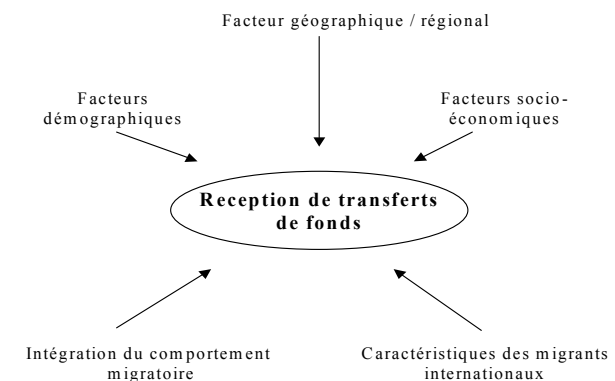 Facteur géographique / régional
Facteurs
démographiques
Facteurs socio-
économiques
Reception de transferts
de fonds
Intégration du comportement
migratoire
Caractéristiques des migrants
internationaux